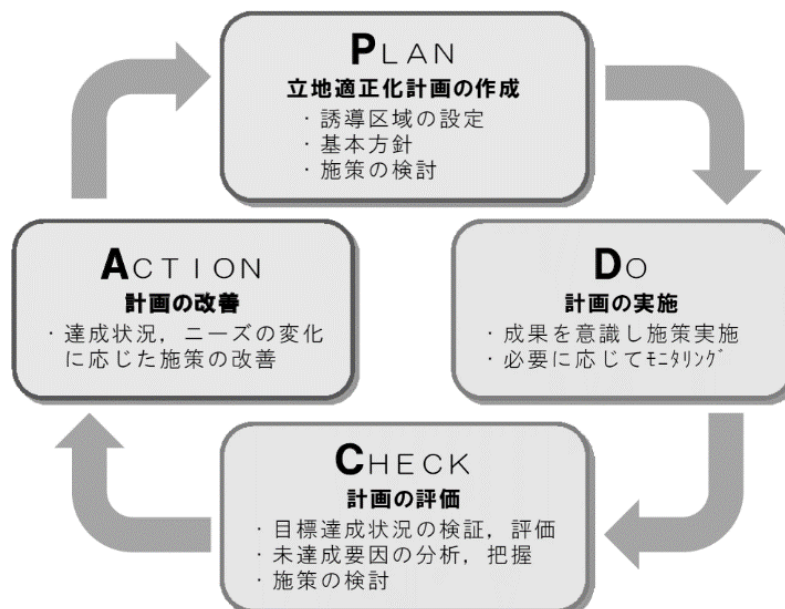 PLAN
立地適正化計画の作成
・誘導区域の設定
・基本方針
・施策の検討
DO
計画の実施
・成果を意識し施策実施
・必要に応じてﾓﾆﾀﾘﾝｸﾞ
CHECK
計画の評価
・目標達成状況の検証，評価
・未達成要因の分析，把握
・施策の検討
ACTION
計画の改善
・達成状況，ニーズの変化
に応じた施策の改善